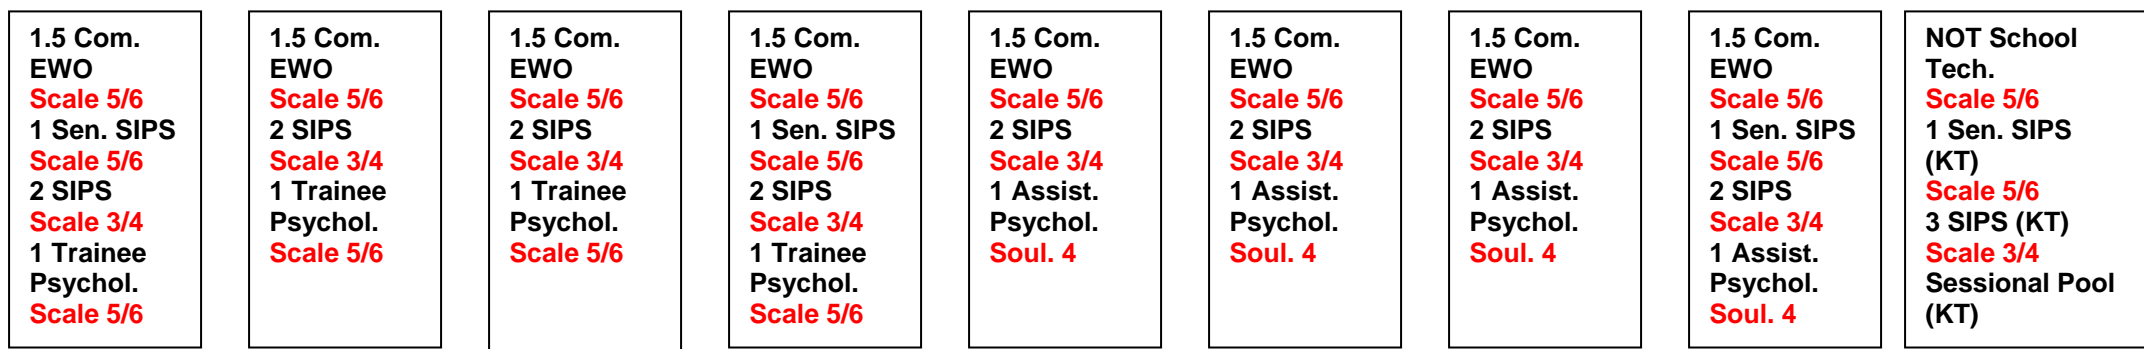 1.5 Com.
EWO
Scale 5/6
1 Sen. SIPS
Scale 5/6
2 SIPS
Scale 3/4
1 Trainee
Psychol.
Scale 5/6
1.5 Com.
EWO
Scale 5/6
2 SIPS
Scale 3/4
1 Trainee
Psychol.
Scale 5/6
1.5 Com.
EWO
Scale 5/6
2 SIPS
Scale 3/4
1 Trainee
Psychol.
Scale 5/6
1.5 Com.
EWO
Scale 5/6
1 Sen. SIPS
Scale 5/6
2 SIPS
Scale 3/4
1 Trainee
Psychol.
Scale 5/6
1.5 Com.
EWO
Scale 5/6
2 SIPS
Scale 3/4
1 Assist.
Psychol.
Soul. 4
1.5 Com.
EWO
Scale 5/6
2 SIPS
Scale 3/4
1 Assist.
Psychol.
Soul. 4
1.5 Com.
EWO
Scale 5/6
2 SIPS
Scale 3/4
1 Assist.
Psychol.
Soul. 4
1.5 Com.
EWO
Scale 5/6
1 Sen. SIPS
Scale 5/6
2 SIPS
Scale 3/4
1 Assist.
Psychol.
Soul. 4
NOT School
Tech.
Scale 5/6
1 Sen. SIPS
(KT)
Scale 5/6
3 SIPS (KT)
Scale 3/4
Sessional Pool
(KT)